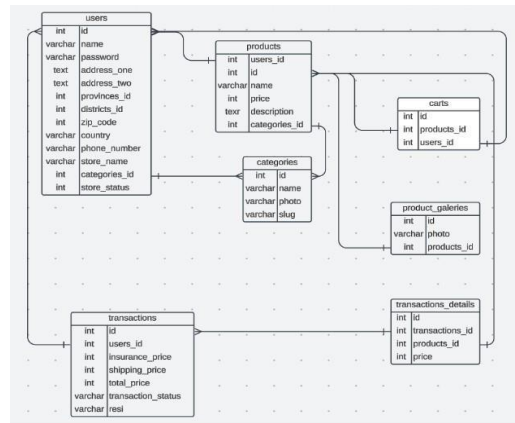 users
int id
varchar name
varchar password
text address_one
text address_two
int provinces_id
int districts_id
int zip_code
varchar country
varchar phone_number
varchar store_name
int categories_id
int store_status
products
int users_id
int id
varchar name
int price
texr description
int categories_id
carts
int id
int products_id
int users_id
categories
int id
varchar name
varchar photo
varchar slug
product_galeries
int id
varchar photo
int products_id
transactions
int id
int users_id
int insurance_price
int shipping_price
int total_price
varchar transaction_status
varchar resi
transactions_details
int id
int transactions_id
int products_id
int price